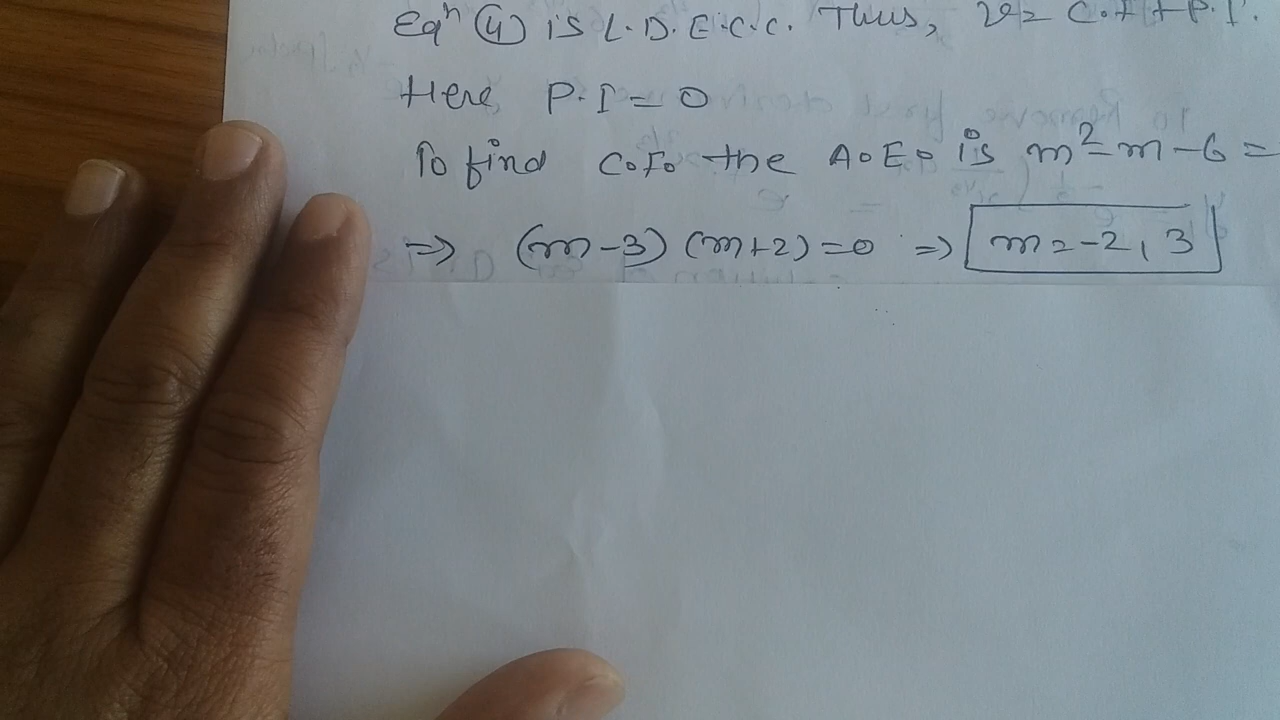 Eqⁿ (4) is L.D.E.C.C. Thus, v = C.F + P.I.
Here P.I = 0
To find C.F. the A.E. is m² - m - 6 =
⇒ (m-3) (m+2) = 0 ⇒ m = -2, 3